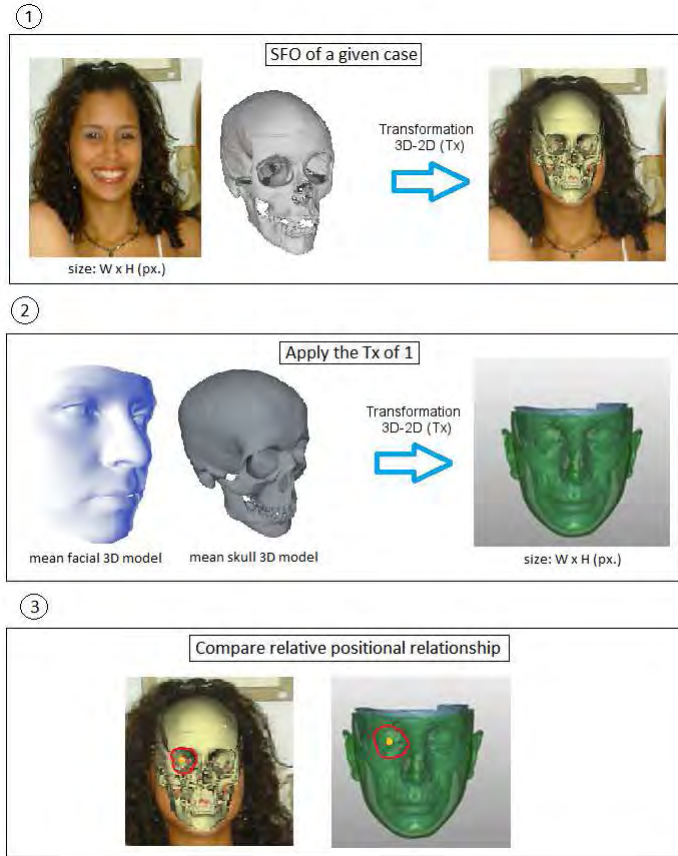 1
SFO of a given case
Transformation
3D-2D (Tx)
size: W x H (px.)
2
Apply the Tx of 1
Transformation
3D-2D (Tx)
mean facial 3D model
mean skull 3D model
size: W x H (px.)
3
Compare relative positional relationship